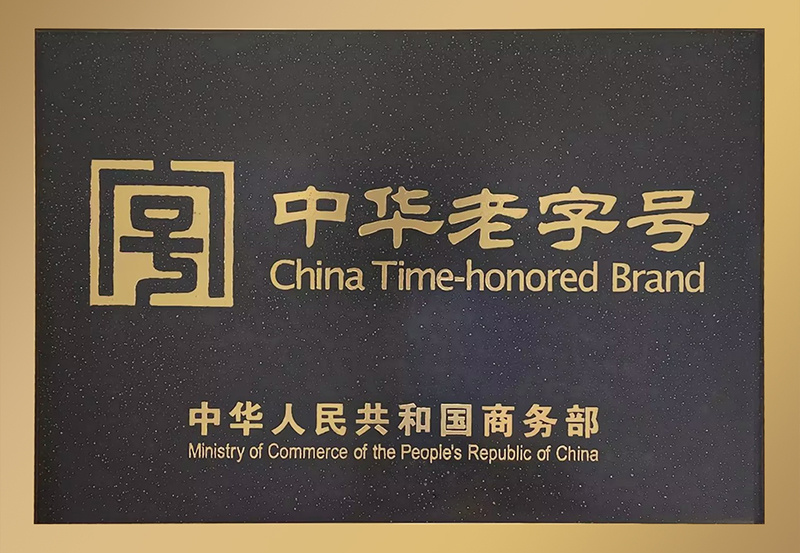 中华老字号
China Time-honored Brand
中华人民共和国商务部
Ministry of Commerce of the People's Republic of China